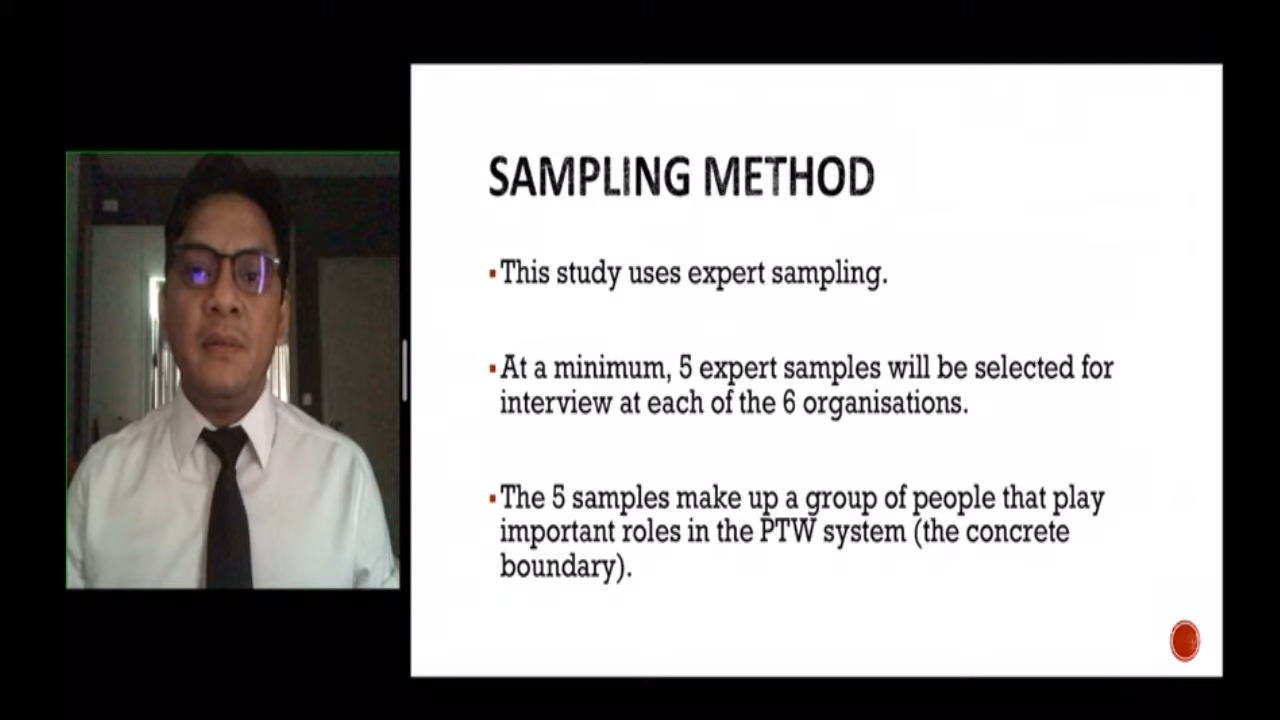 SAMPLING METHOD
This study uses expert sampling.
At a minimum, 5 expert samples will be selected for
interview at each of the 6 organisations.
The 5 samples make up a group of people that play
important roles in the PTW system (the concrete
boundary).